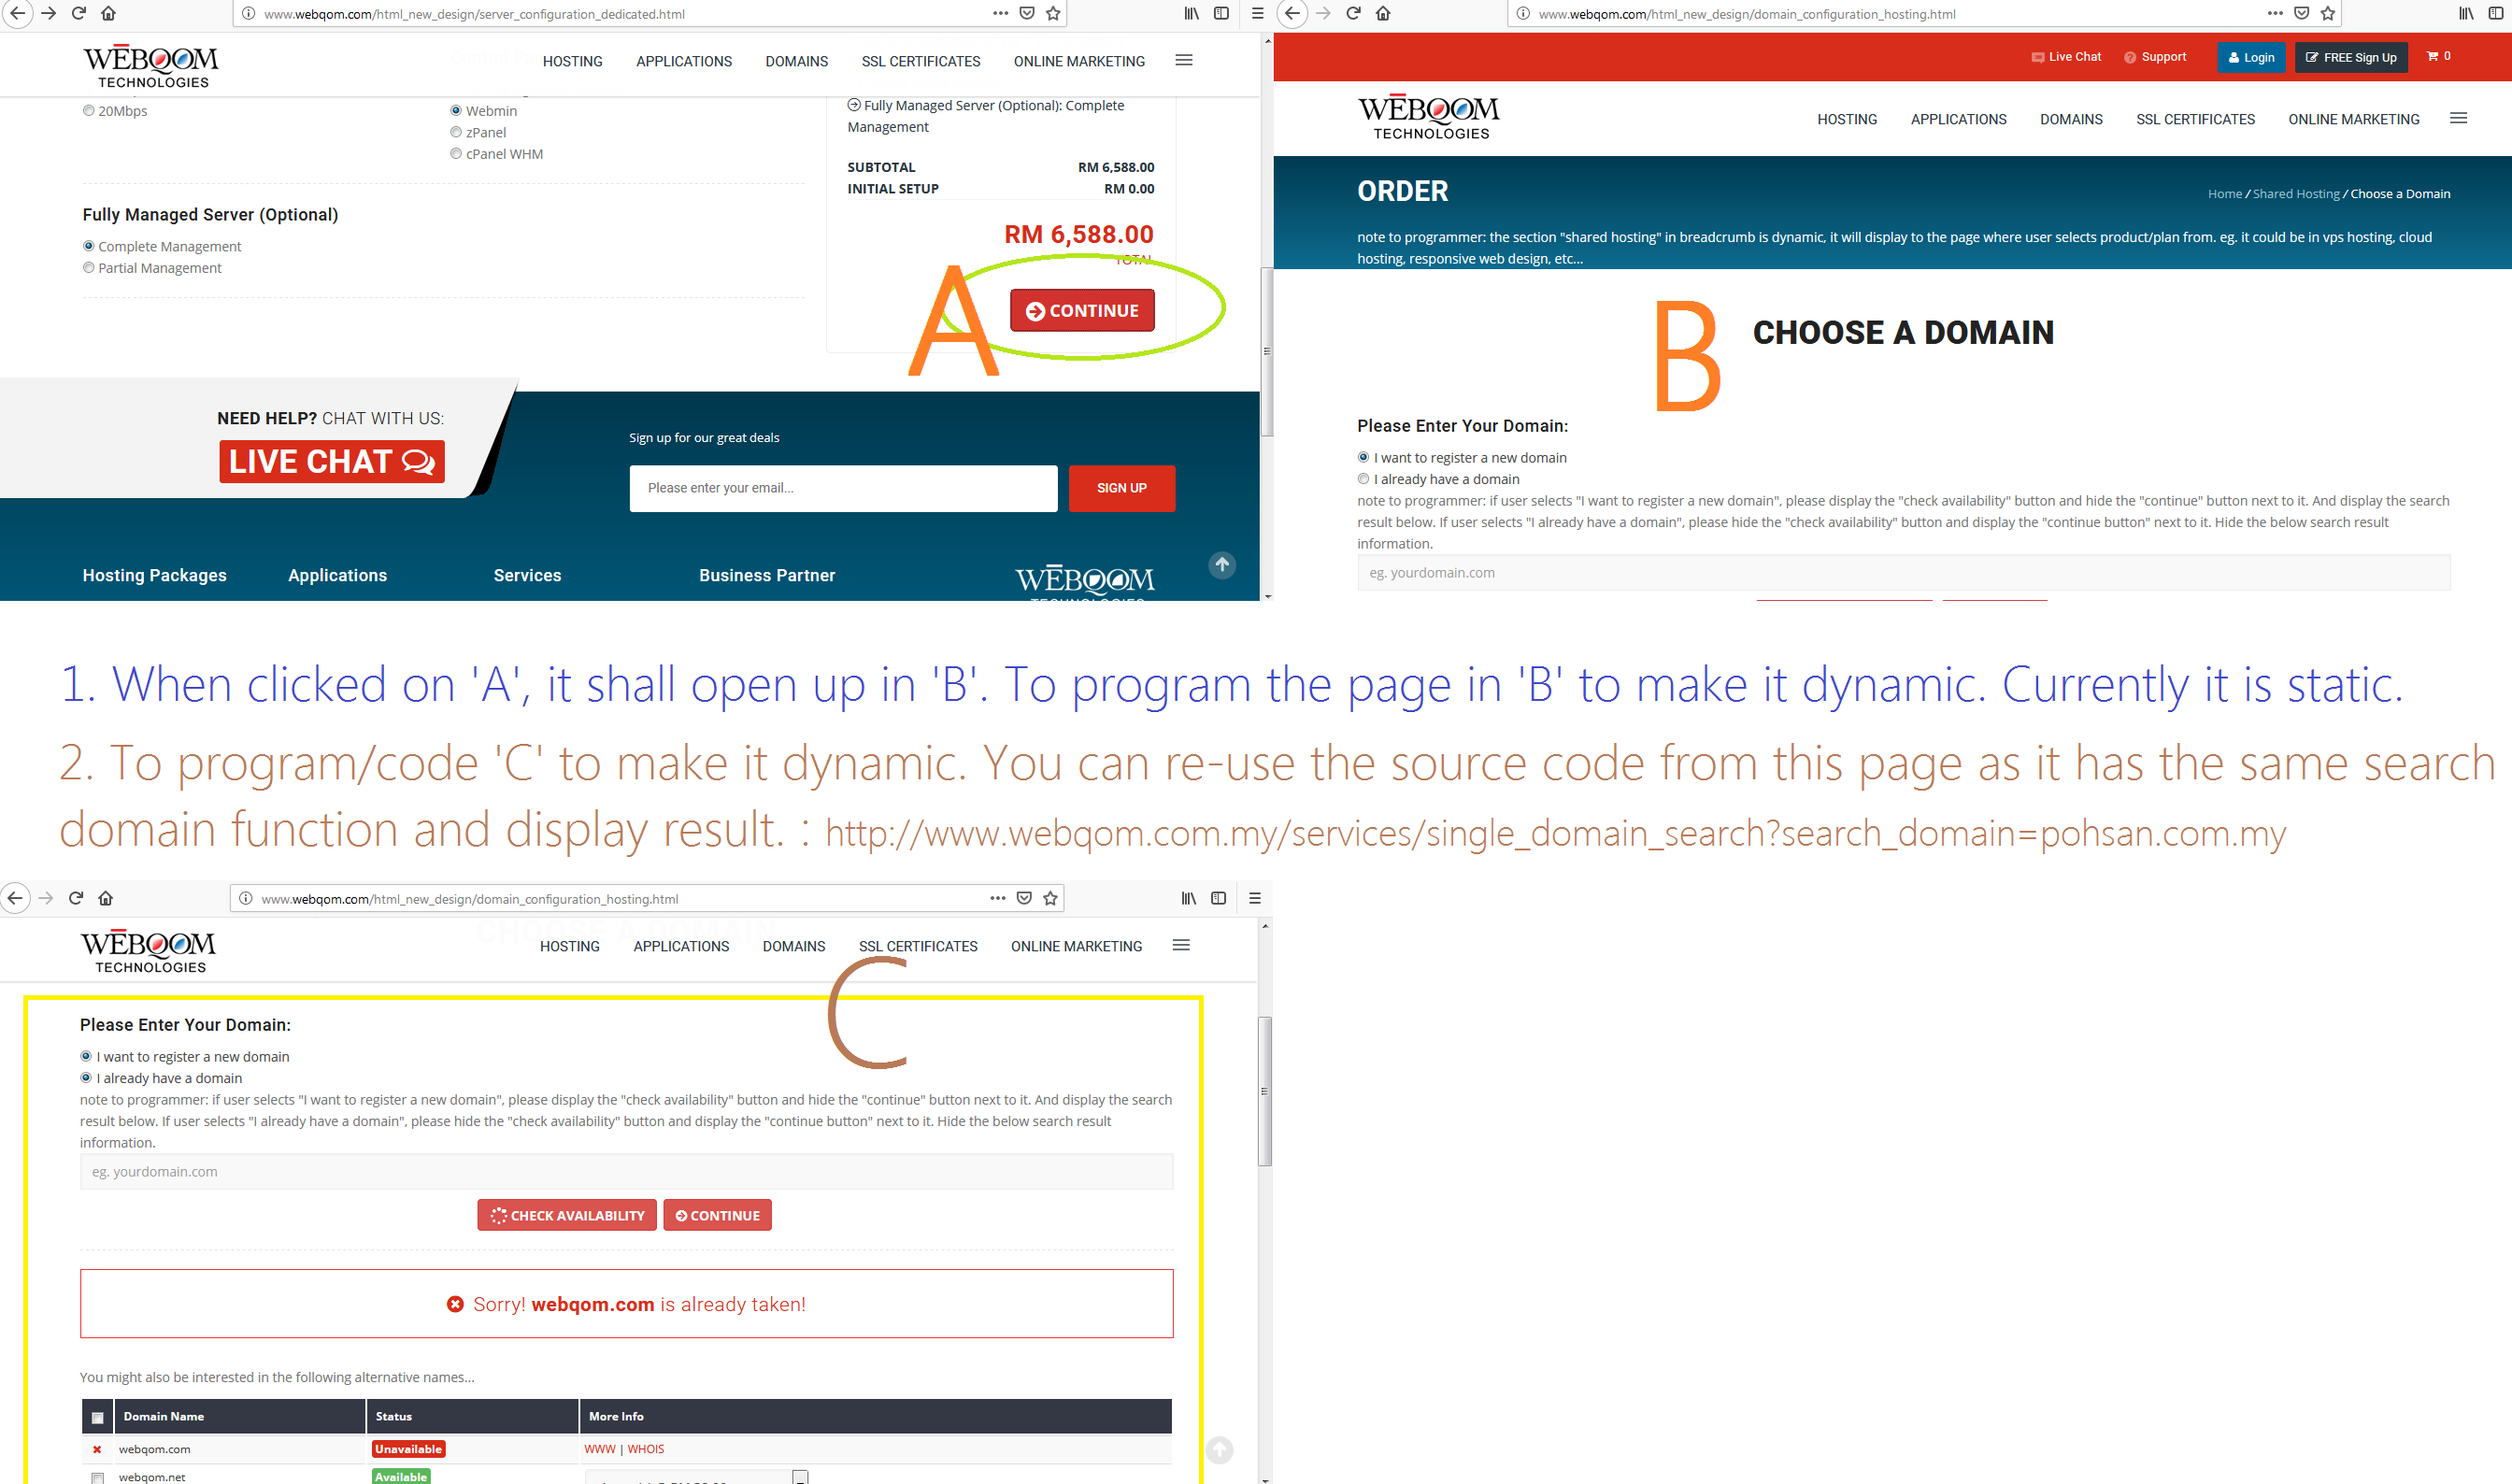 www.webqom.com/html_new_design/server_configuration_dedicated.html
WEBQOM
TECHNOLOGIES
HOSTING
APPLICATIONS
DOMAINS
SSL CERTIFICATES
ONLINE MARKETING
20Mbps
Webmin
zPanel
cPanel WHM
Fully Managed Server (Optional)
Complete Management
Partial Management
Fully Managed Server (Optional): Complete
Management
SUBTOTAL RM 6,588.00
INITIAL SETUP RM 0.00
RM 6,588.00
TOTAL
CONTINUE
A
NEED HELP? CHAT WITH US:
LIVE CHAT
Sign up for our great deals
Please enter your email...
SIGN UP
Hosting Packages
Applications
Services
Business Partner
WEBQOM
www.webqom.com/html_new_design/domain_configuration_hosting.html
Live Chat
Support
Login
FREE Sign Up
0
WEBQOM
TECHNOLOGIES
HOSTING
APPLICATIONS
DOMAINS
SSL CERTIFICATES
ONLINE MARKETING
ORDER
Home / Shared Hosting / Choose a Domain
note to programmer: the section "shared hosting" in breadcrumb is dynamic, it will display to the page where user selects product/plan from. eg. it could be in vps hosting, cloud
hosting, responsive web design, etc...
B
CHOOSE A DOMAIN
Please Enter Your Domain:
I want to register a new domain
I already have a domain
note to programmer: if user selects "I want to register a new domain", please display the "check availability" button and hide the "continue" button next to it. And display the search
result below. If user selects "I already have a domain", please hide the "check availability" button and display the "continue button" next to it. Hide the below search result
information.
eg. yourdomain.com
1. When clicked on 'A', it shall open up in 'B'. To program the page in 'B' to make it dynamic. Currently it is static.
2. To program/code 'C' to make it dynamic. You can re-use the source code from this page as it has the same search
domain function and display result. : http://www.webqom.com.my/services/single_domain_search?search_domain=pohsan.com.my
www.webqom.com/html_new_design/domain_configuration_hosting.html
WEBQOM
TECHNOLOGIES
CHOOSE A DOMAIN
HOSTING
APPLICATIONS
DOMAINS
SSL CERTIFICATES
ONLINE MARKETING
C
Please Enter Your Domain:
I want to register a new domain
I already have a domain
note to programmer: if user selects "I want to register a new domain", please display the "check availability" button and hide the "continue" button next to it. And display the search
result below. If user selects "I already have a domain", please hide the "check availability" button and display the "continue button" next to it. Hide the below search result
information.
eg. yourdomain.com
CHECK AVAILABILITY
CONTINUE
Sorry! webqom.com is already taken!
You might also be interested in the following alternative names...
Domain Name Status More Info
webqom.com Unavailable WWW | WHOIS
webqom.net Available